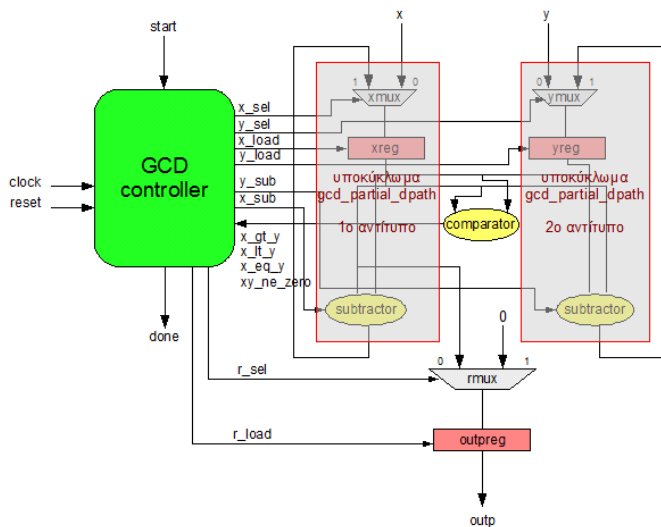 start
x
y
1
0
0
1
xmux
ymux
x_sel
y_sel
x_load
y_load
xreg
yreg
GCD
controller
clock
reset
y_sub
x_sub
υποκύκλωμα
gcd_partial_dpath
1ο αντίτυπο
υποκύκλωμα
gcd_partial_dpath
2ο αντίτυπο
comparator
x_gt_y
x_lt_y
x_eq_y
xy_ne_zero
subtractor
subtractor
done
0
0
1
r_sel
rmux
r_load
outpreg
outp